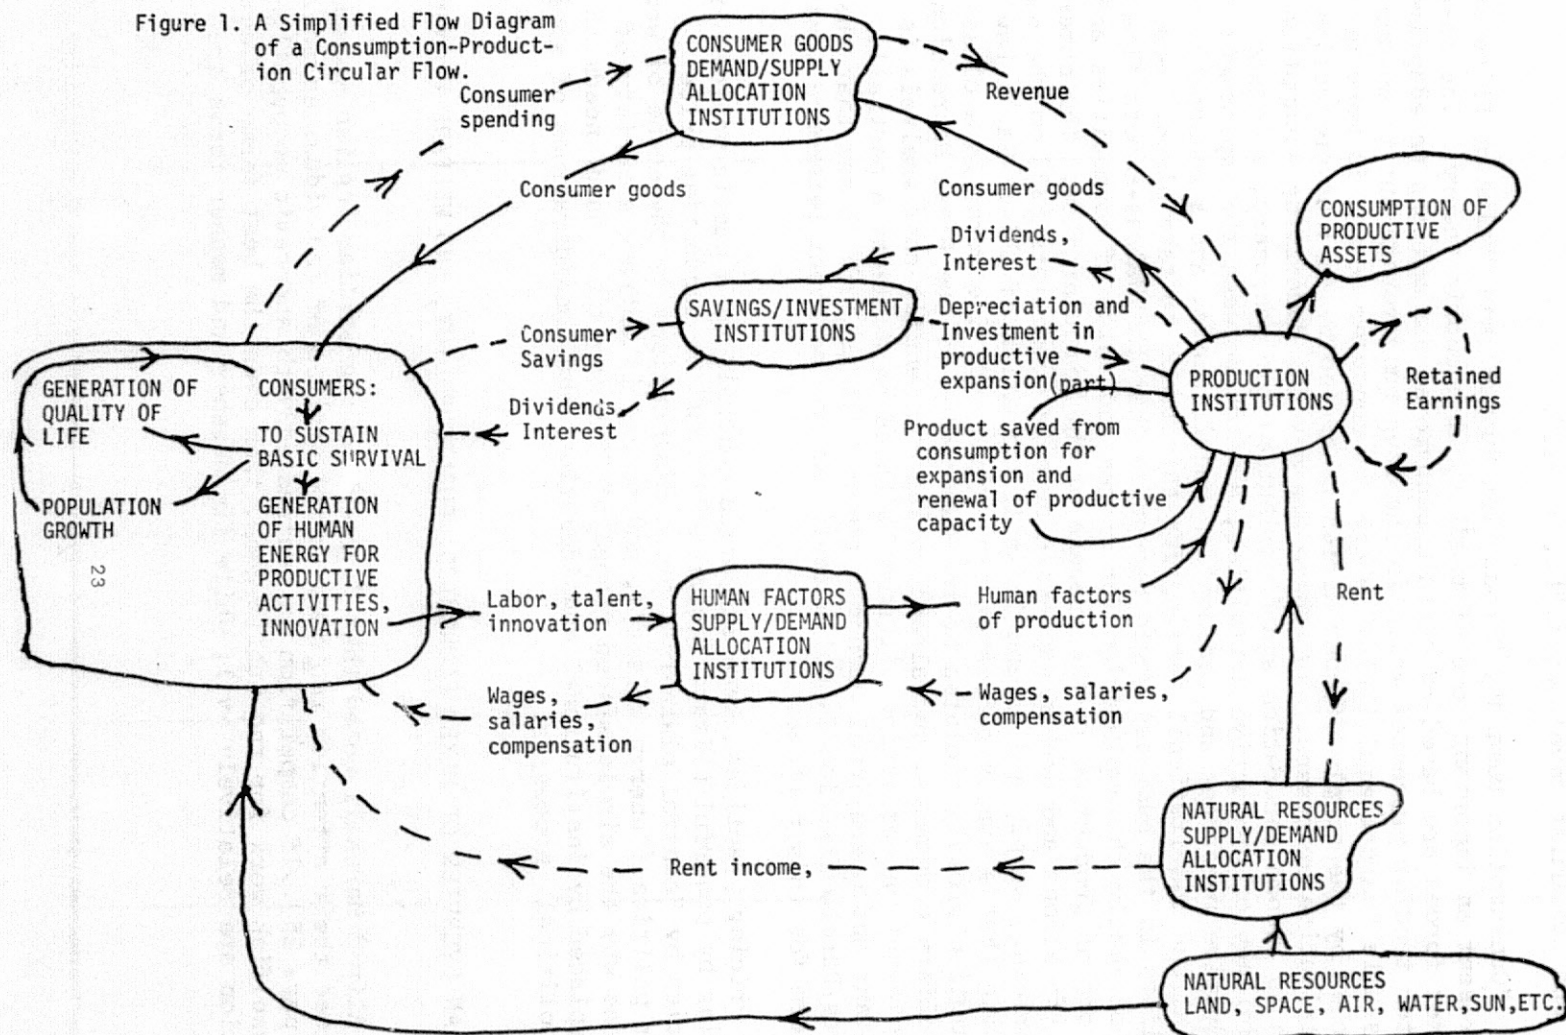 Figure 1. A Simplified Flow Diagram
of a Consumption-Product-
ion Circular Flow.
Consumer
spending
CONSUMER GOODS
DEMAND/SUPPLY
ALLOCATION
INSTITUTIONS
Revenue
Consumer goods
Consumer goods
CONSUMPTION OF
PRODUCTIVE
ASSETS
Dividends,
Interest
SAVINGS/INVESTMENT
INSTITUTIONS
Consumer
Savings
Depreciation and
Investment in
productive
expansion(part)
Dividends,
Interest
PRODUCTION
INSTITUTIONS
Retained
Earnings
Product saved from
consumption for
expansion and
renewal of productive
capacity
GENERATION OF
QUALITY OF
LIFE
POPULATION
GROWTH
CONSUMERS:
TO SUSTAIN
BASIC SURVIVAL
GENERATION
OF HUMAN
ENERGY FOR
PRODUCTIVE
ACTIVITIES,
INNOVATION
23
Labor, talent,
innovation
HUMAN FACTORS
SUPPLY/DEMAND
ALLOCATION
INSTITUTIONS
Human factors
of production
Rent
Wages,
salaries,
compensation
Wages, salaries,
compensation
Rent income,
NATURAL RESOURCES
SUPPLY/DEMAND
ALLOCATION
INSTITUTIONS
NATURAL RESOURCES
LAND, SPACE, AIR, WATER,SUN,ETC.